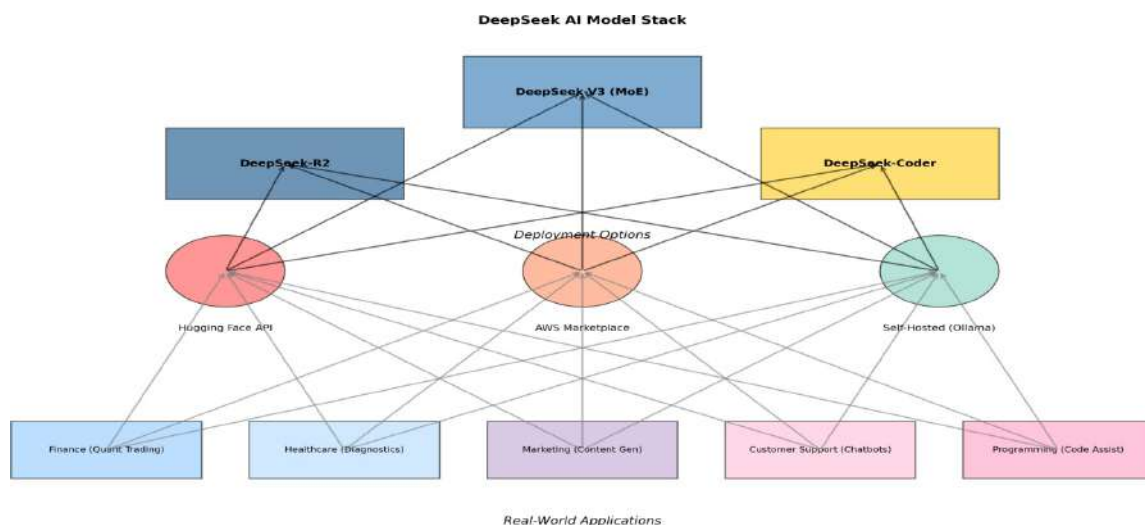 DeepSeek AI Model Stack
DeepSeek-V3 (MoE)
DeepSeek-R2
DeepSeek-Coder
Deployment Options
Hugging Face API
AWS Marketplace
Self-Hosted (Ollama)
Finance (Quant Trading)
Healthcare (Diagnostics)
Marketing (Content Gen)
Customer Support (Chatbots)
Programming (Code Assist)
Real-World Applications